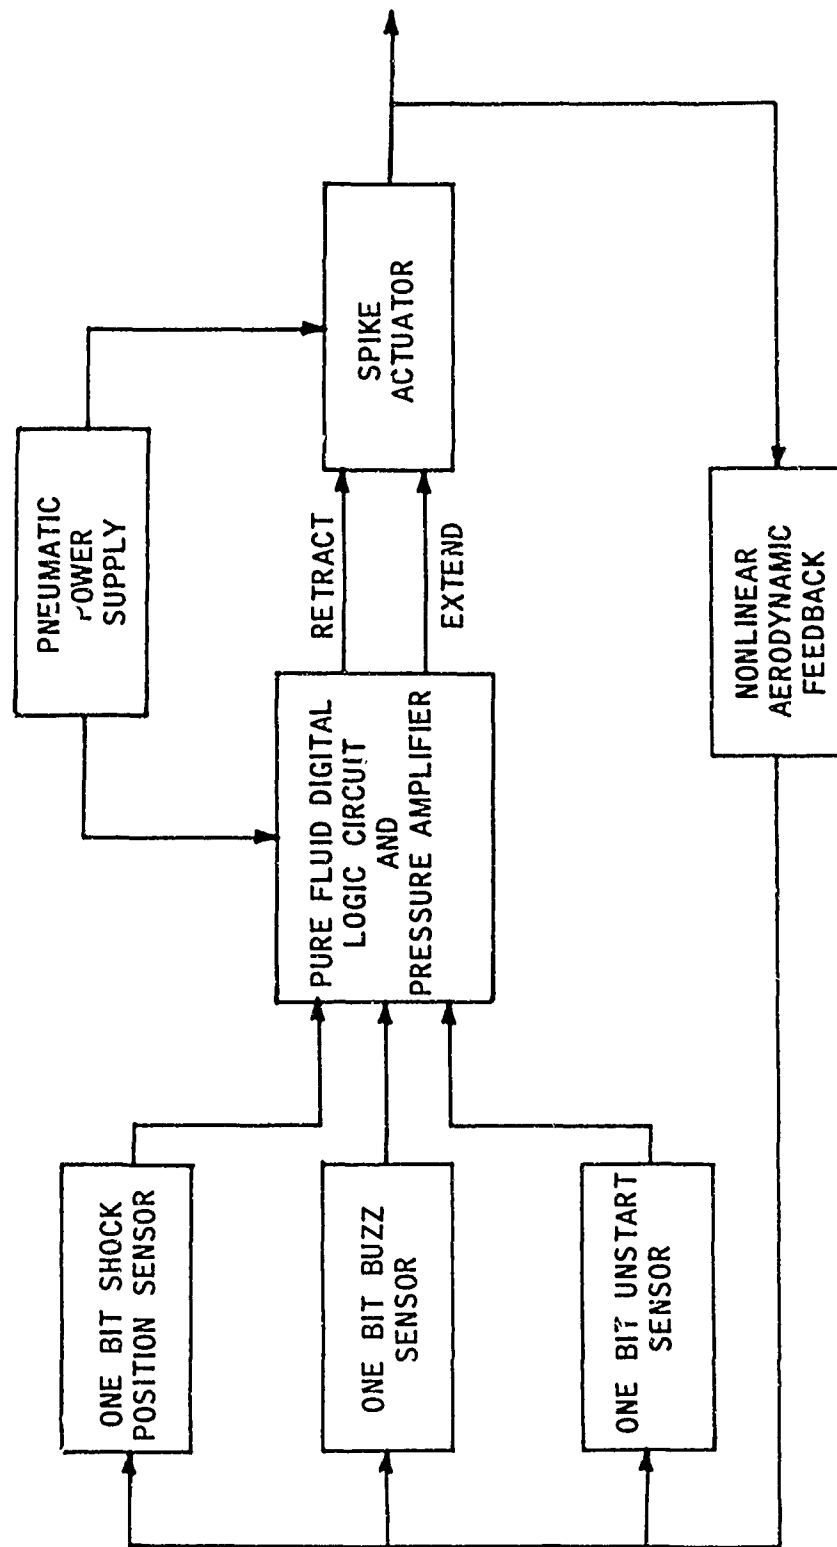 PNEUMATIC
POWER
SUPPLY
ONE BIT SHOCK
POSITION SENSOR
ONE BIT BUZZ
SENSOR
ONE BIT UNSTART
SENSOR
PURE FLUID DIGITAL
LOGIC CIRCUIT
AND
PRESSURE AMPLIFIER
RETRACT
EXTEND
SPIKE
ACTUATOR
NONLINEAR
AERODYNAMIC
FEEDBACK